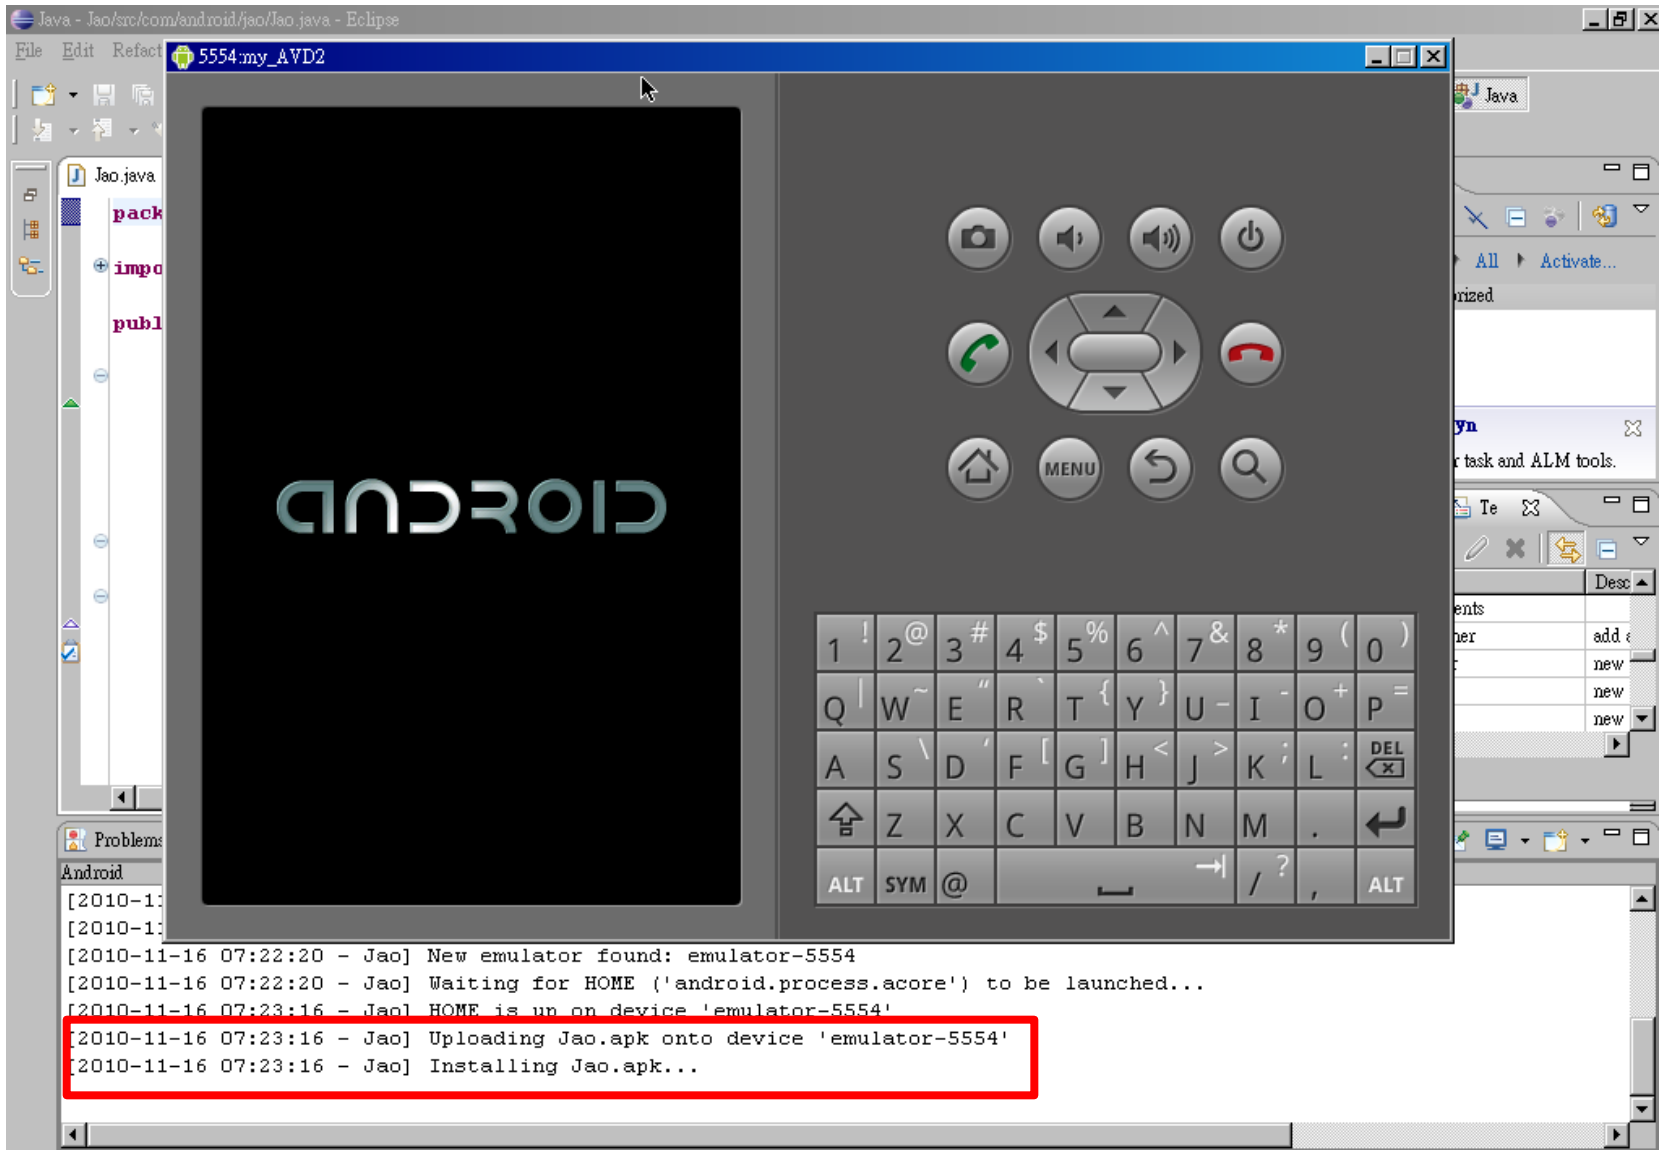 Java - Jao/src/com/android/jao/Jao.java - Eclipse
File Edit Refact
5554:my_AVD2
Java
Jao.java
pack
impo
publ
ANDROID
MENU
All Activate...
rized
yn
r task and ALM tools.
Te
Desc
ents
ner add a
new
new
new
1 ! 2 @ 3 # 4 $ 5 % 6 ^ 7 & 8 * 9 ( 0 )
Q | W ~ E " R ` T { Y } U _ I - O + P =
A S \ D ' F [ G ] H < J > K ; L : DEL
Z X C V B N M .
ALT SYM @ / ? , ALT
Problems
Android
[2010-11
[2010-11
[2010-11-16 07:22:20 - Jao] New emulator found: emulator-5554
[2010-11-16 07:22:20 - Jao] Waiting for HOME ('android.process.acore') to be launched...
[2010-11-16 07:23:16 - Jao] HOME is up on device 'emulator-5554'
[2010-11-16 07:23:16 - Jao] Uploading Jao.apk onto device 'emulator-5554'
[2010-11-16 07:23:16 - Jao] Installing Jao.apk...